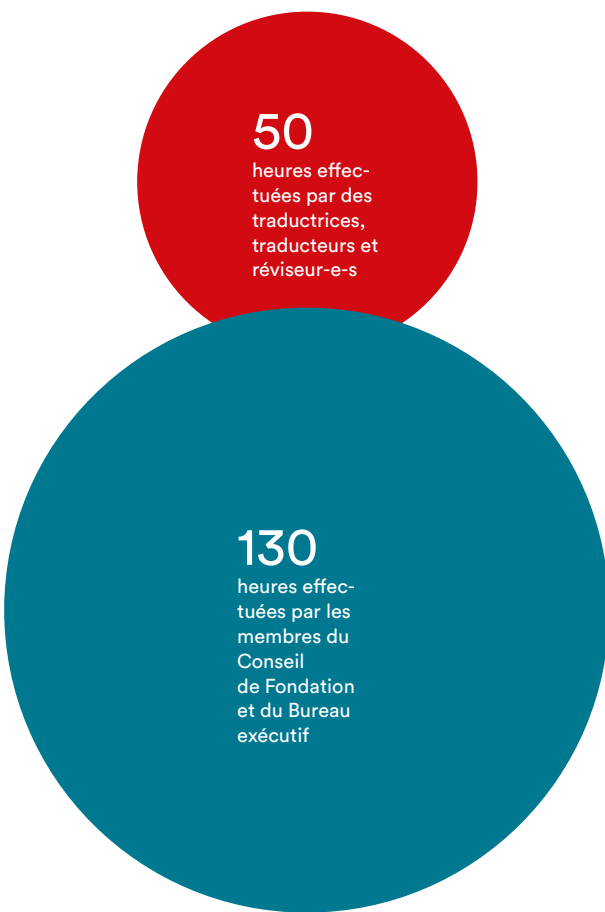 50
heures effec-
tuées par des
traductrices,
traducteurs et
réviseur-e-s
130
heures effec-
tuées par les
membres du
Conseil
de Fondation
et du Bureau
exécutif